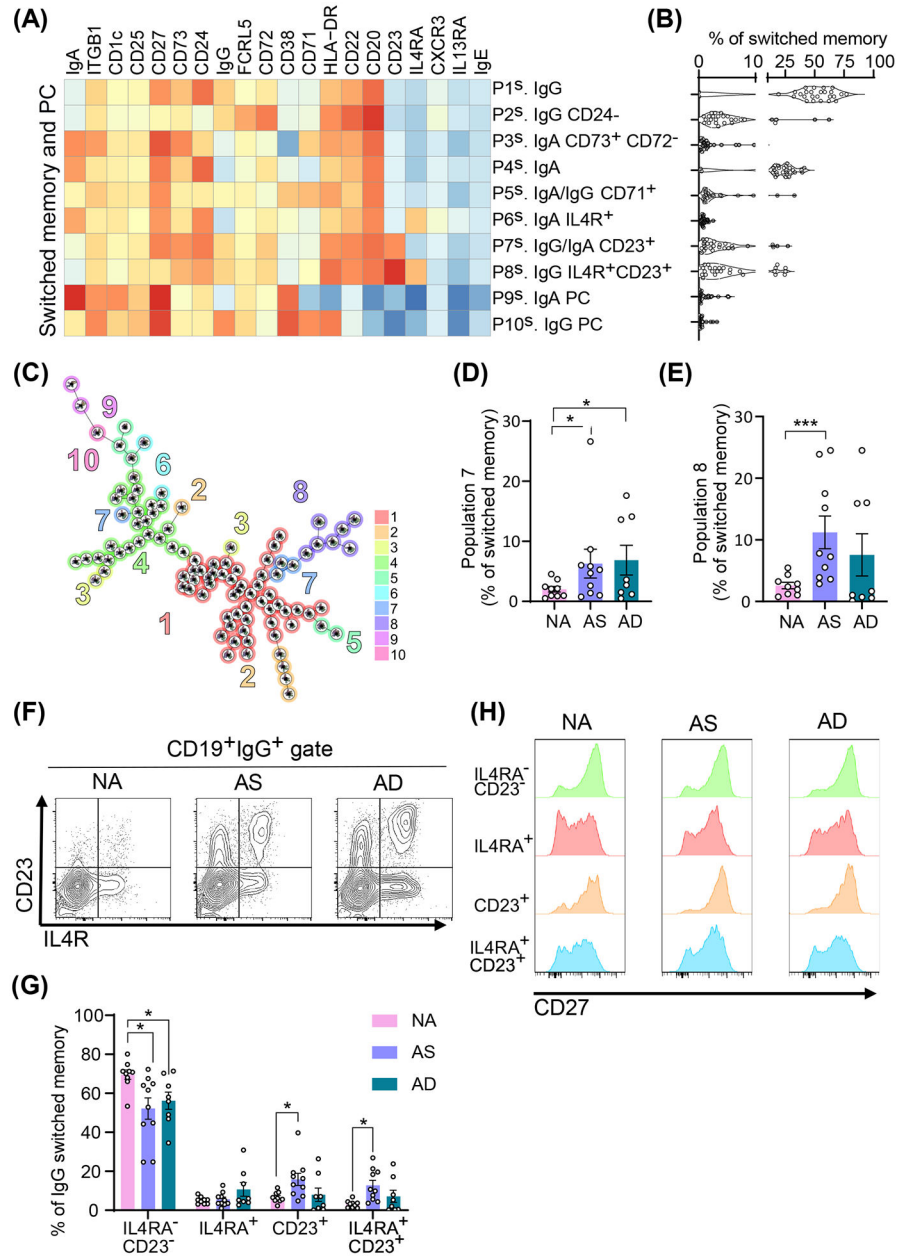 (A)
IgA ITGB1 CD1c CD25 CD27 CD73 CD24 IgG FCRL5 CD72 CD38 CD71 HLA−DR CD22 CD20 CD23 IL4RA CXCR3 IL13RA IgE
Switched memory and PC
P1ˢ. IgG
P2ˢ. IgG CD24-
P3ˢ. IgA CD73⁺ CD72⁻
P4ˢ. IgA
P5ˢ. IgA/IgG CD71⁺
P6ˢ. IgA IL4R⁺
P7ˢ. IgG/IgA CD23⁺
P8ˢ. IgG IL4R⁺CD23⁺
P9ˢ. IgA PC
P10ˢ. IgG PC
(B)
% of switched memory
0 10 25 50 75 100
(C)
9
10
6
2
7
4
3
3
1
8
7
5
2
1
2
3
4
5
6
7
8
9
10
(D)
Population 7
(% of switched memory)
30
20
10
0
* *
NA AS AD
(E)
Population 8
(% of switched memory)
30
20
10
0
***
NA AS AD
(F)
CD19⁺IgG⁺ gate
NA AS AD
CD23
IL4R
(H)
NA AS AD
IL4RA⁻
CD23⁻
IL4RA⁺
CD23⁺
IL4RA⁺
CD23⁺
CD27
(G)
% of IgG switched memory
100
80
60
40
20
0
*
*
*
*
NA
AS
AD
IL4RA⁻
CD23⁻
IL4RA⁺
CD23⁺
IL4RA⁺
CD23⁺